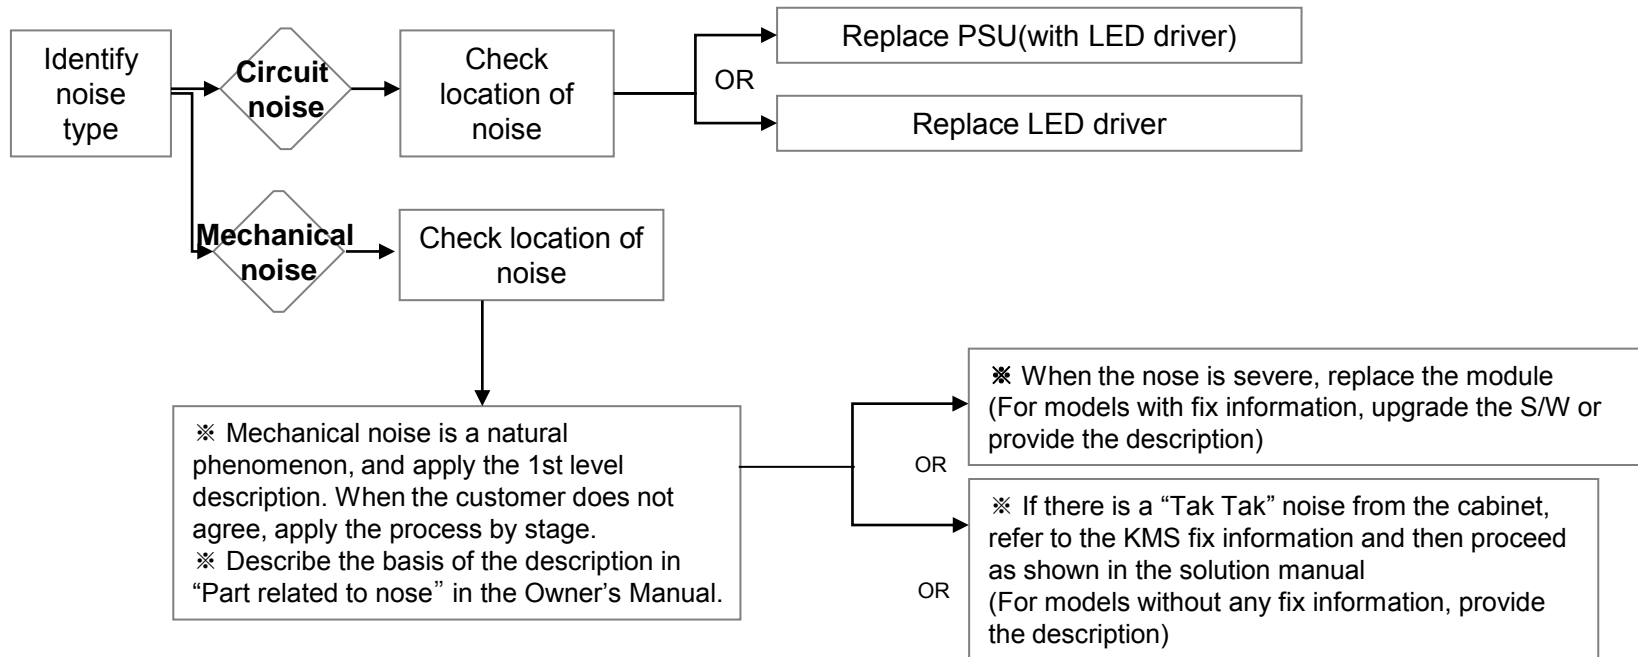 Identify
noise
type
Circuit
noise
Check
location of
noise
Replace PSU(with LED driver)
OR
Replace LED driver
Mechanical
noise
Check location of
noise
※ Mechanical noise is a natural
phenomenon, and apply the 1st level
description. When the customer does not
agree, apply the process by stage.
※ Describe the basis of the description in
“Part related to nose” in the Owner’s Manual.
※ When the nose is severe, replace the module
(For models with fix information, upgrade the S/W or
provide the description)
OR
※ If there is a “Tak Tak” noise from the cabinet,
refer to the KMS fix information and then proceed
as shown in the solution manual
(For models without any fix information, provide
the description)
OR